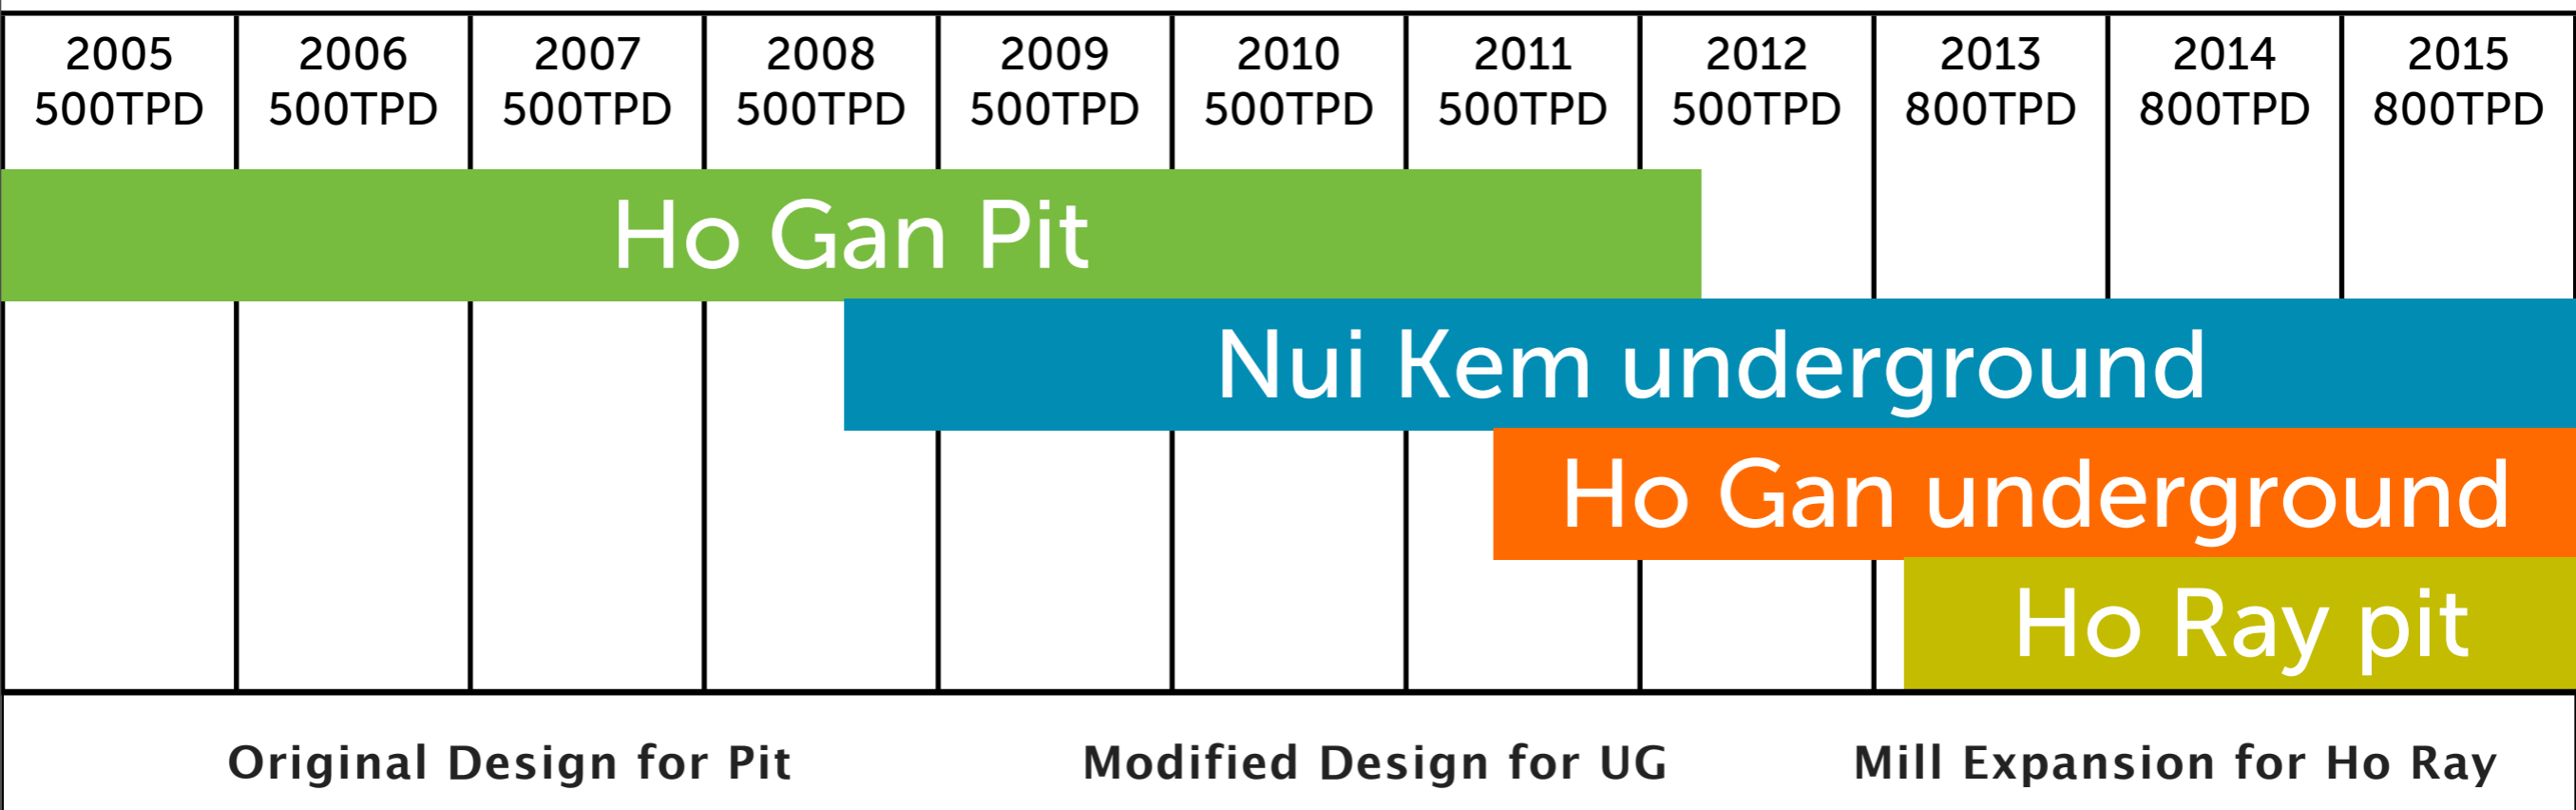 2005 2006 2007 2008 2009 2010 2011 2012 2013 2014 2015
500TPD 500TPD 500TPD 500TPD 500TPD 500TPD 500TPD 500TPD 800TPD 800TPD 800TPD
Ho Gan Pit
Nui Kem underground
Ho Gan underground
Ho Ray pit
Original Design for Pit Modified Design for UG Mill Expansion for Ho Ray